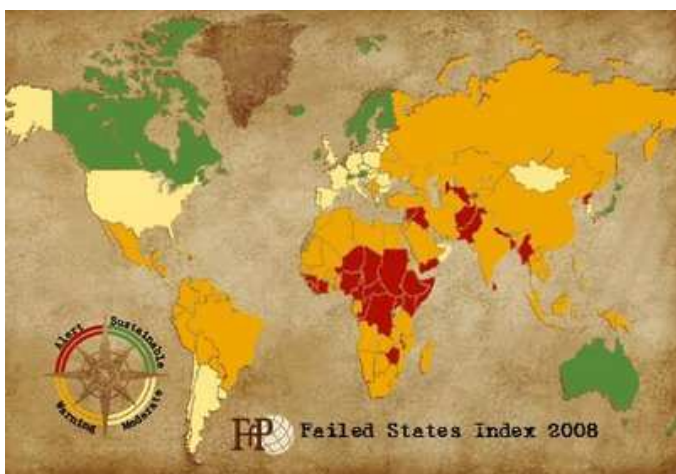 Alert
Sustainable
Warning
Moderate
FfP
Failed States Index 2008